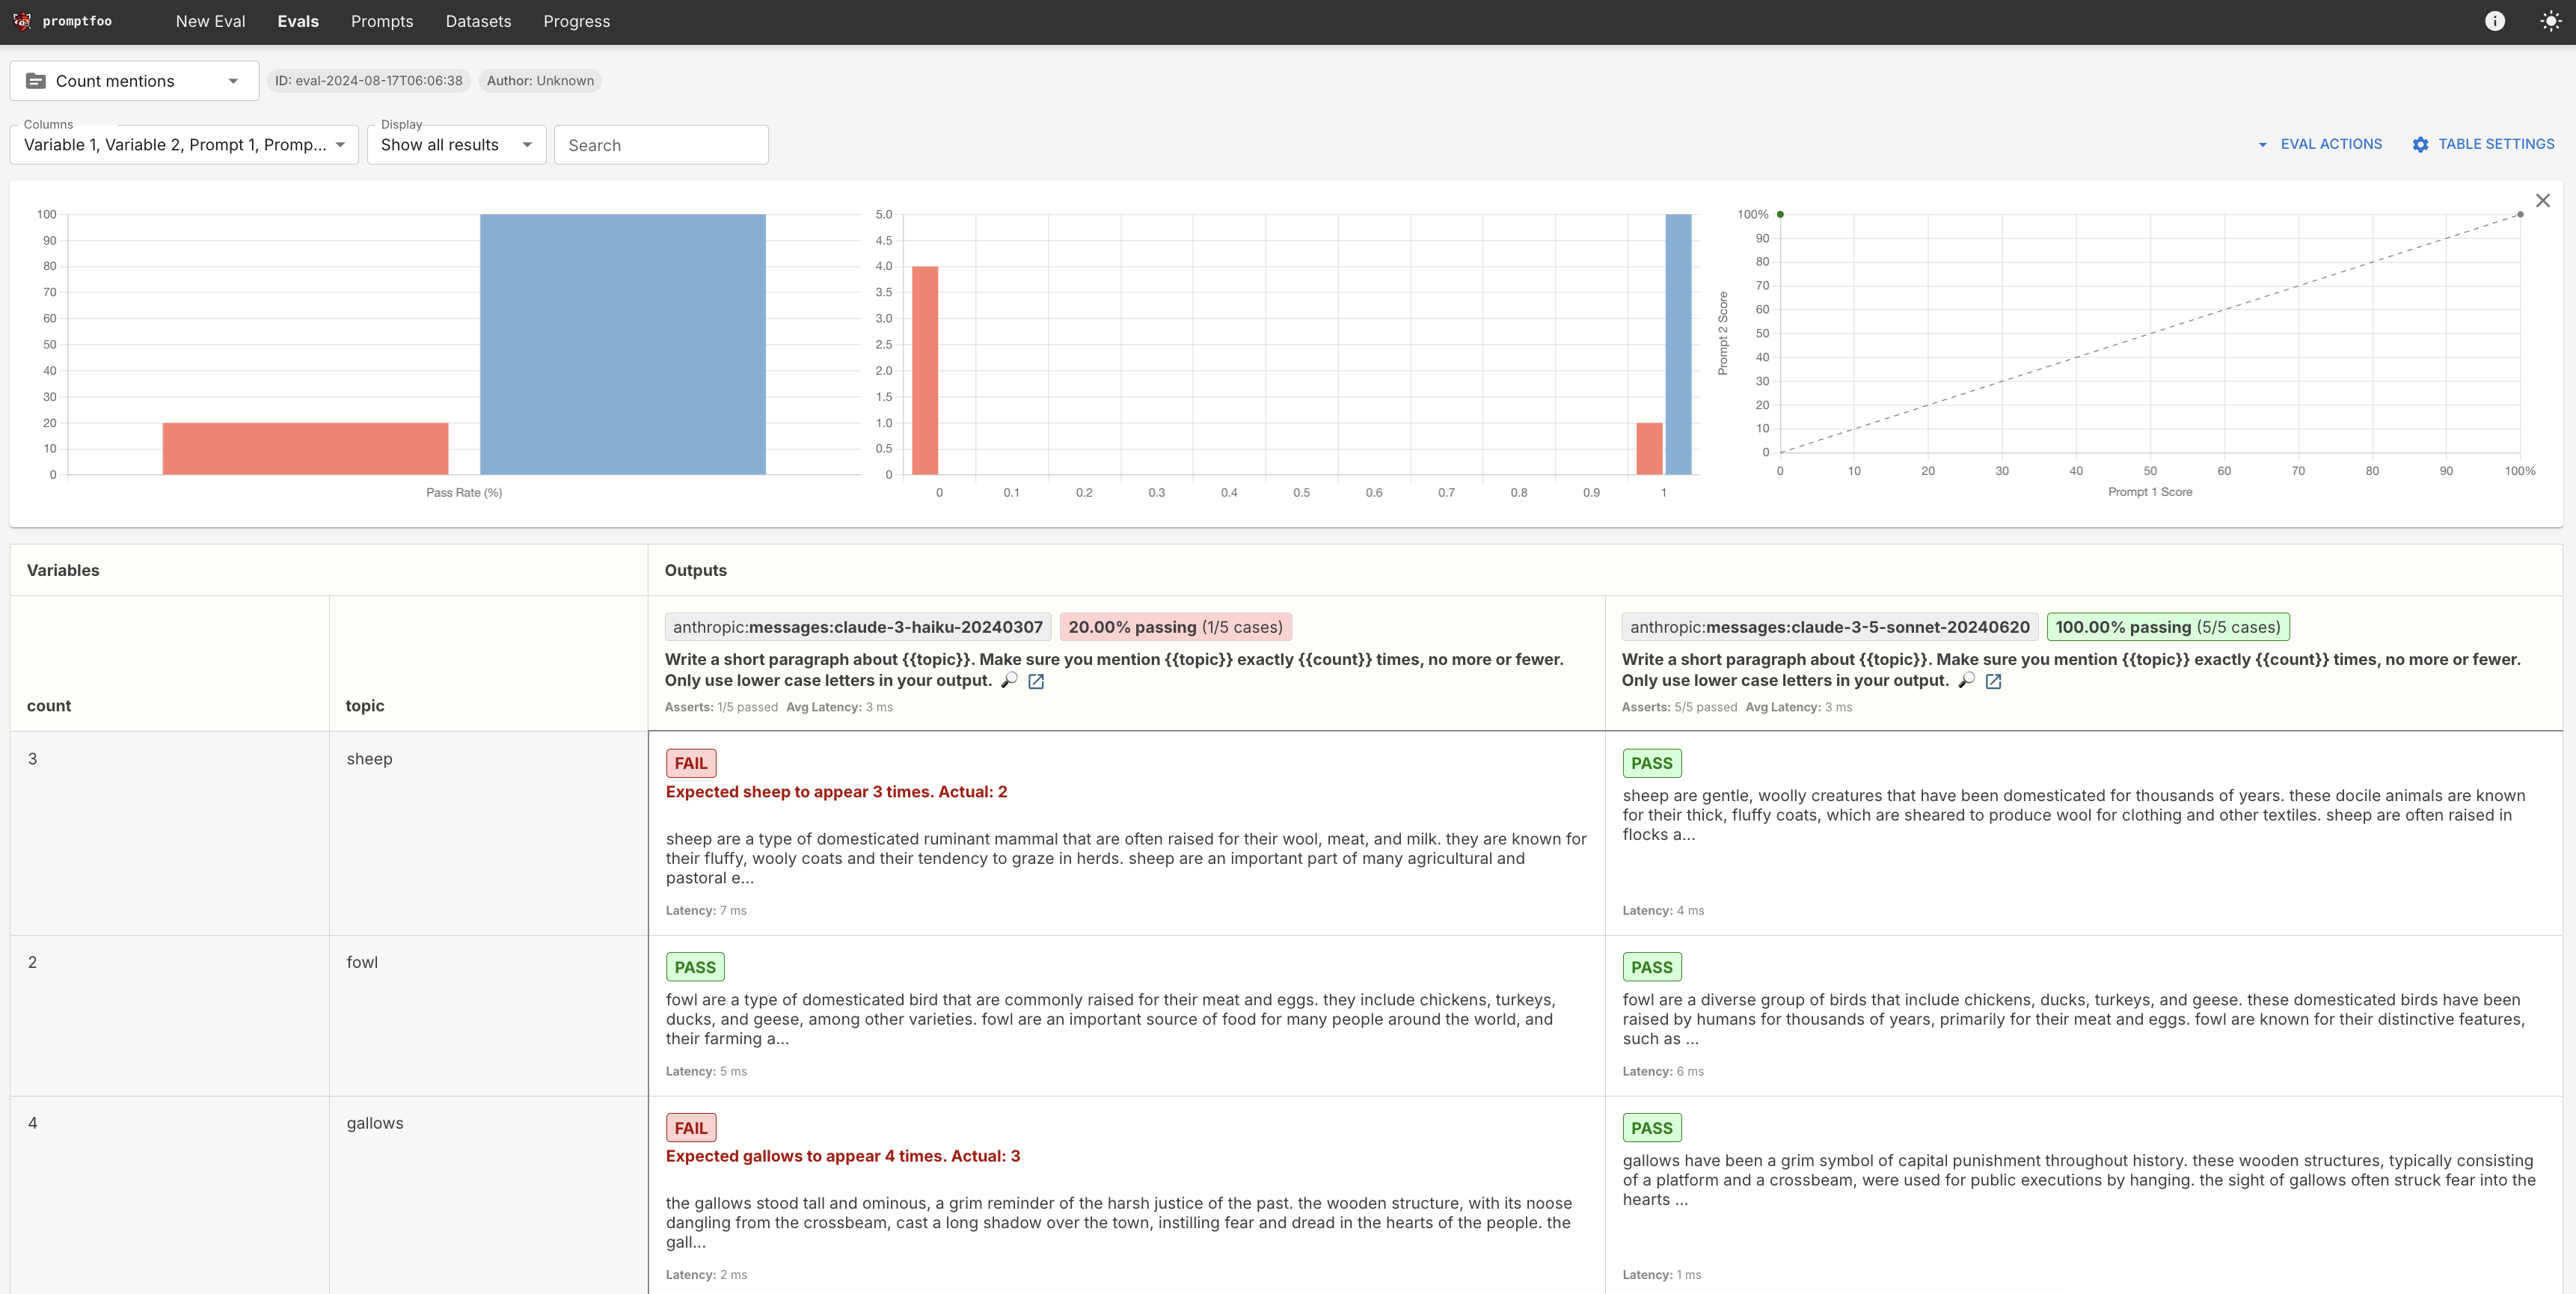 promptfoo
New Eval
Evals
Prompts
Datasets
Progress
Count mentions
ID: eval-2024-08-17T06:06:38
Author: Unknown
Columns
Variable 1, Variable 2, Prompt 1, Promp...
Display
Show all results
Search
EVAL ACTIONS
TABLE SETTINGS
100
90
80
70
60
50
40
30
20
10
0
Pass Rate (%)
5.0
4.5
4.0
3.5
3.0
2.5
2.0
1.5
1.0
0.5
0
0 0.1 0.2 0.3 0.4 0.5 0.6 0.7 0.8 0.9 1
Prompt 2 Score
100%
90
80
70
60
50
40
30
20
10
0
0 10 20 30 40 50 60 70 80 90 100%
Prompt 1 Score
Variables
Outputs
count
topic
anthropic:messages:claude-3-haiku-20240307
20.00% passing (1/5 cases)
Write a short paragraph about {{topic}}. Make sure you mention {{topic}} exactly {{count}} times, no more or fewer.
Only use lower case letters in your output.
Asserts: 1/5 passed Avg Latency: 3 ms
anthropic:messages:claude-3-5-sonnet-20240620
100.00% passing (5/5 cases)
Write a short paragraph about {{topic}}. Make sure you mention {{topic}} exactly {{count}} times, no more or fewer.
Only use lower case letters in your output.
Asserts: 5/5 passed Avg Latency: 3 ms
3
sheep
FAIL
Expected sheep to appear 3 times. Actual: 2
sheep are a type of domesticated ruminant mammal that are often raised for their wool, meat, and milk. they are known for
their fluffy, wooly coats and their tendency to graze in herds. sheep are an important part of many agricultural and
pastoral e...
Latency: 7 ms
PASS
sheep are gentle, woolly creatures that have been domesticated for thousands of years. these docile animals are known
for their thick, fluffy coats, which are sheared to produce wool for clothing and other textiles. sheep are often raised in
flocks a...
Latency: 4 ms
2
fowl
PASS
fowl are a type of domesticated bird that are commonly raised for their meat and eggs. they include chickens, turkeys,
ducks, and geese, among other varieties. fowl are an important source of food for many people around the world, and
their farming a...
Latency: 5 ms
PASS
fowl are a diverse group of birds that include chickens, ducks, turkeys, and geese. these domesticated birds have been
raised by humans for thousands of years, primarily for their meat and eggs. fowl are known for their distinctive features,
such as ...
Latency: 6 ms
4
gallows
FAIL
Expected gallows to appear 4 times. Actual: 3
the gallows stood tall and ominous, a grim reminder of the harsh justice of the past. the wooden structure, with its noose
dangling from the crossbeam, cast a long shadow over the town, instilling fear and dread in the hearts of the people. the
gall...
Latency: 2 ms
PASS
gallows have been a grim symbol of capital punishment throughout history. these wooden structures, typically consisting
of a platform and a crossbeam, were used for public executions by hanging. the sight of gallows often struck fear into the
hearts ...
Latency: 1 ms